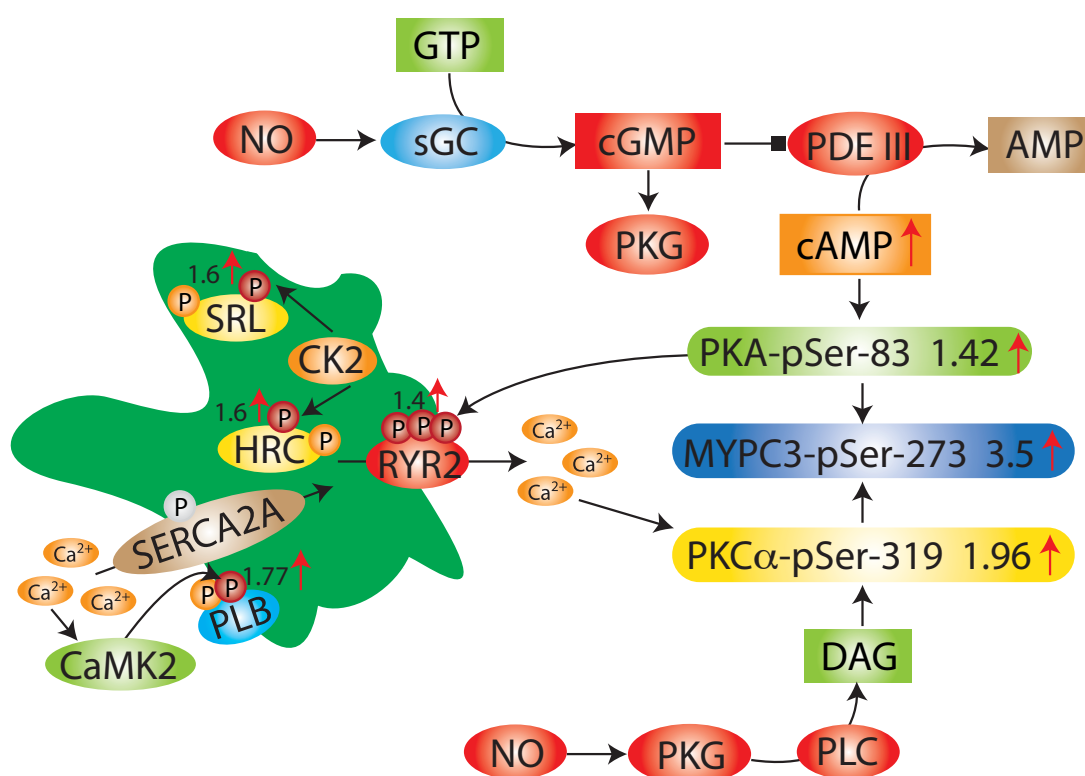 GTP
NO
sGC
cGMP
PDE III
AMP
PKG
cAMP
1.6
P
P
SRL
CK2
PKA-pSer-83 1.42
1.6
P
P
HRC
1.4
P P P
RYR2
Ca2+
Ca2+
Ca2+
MYPC3-pSer-273 3.5
P
SERCA2A
PKCα-pSer-319 1.96
Ca2+
Ca2+
Ca2+
P P 1.77
PLB
CaMK2
DAG
NO
PKG
PLC